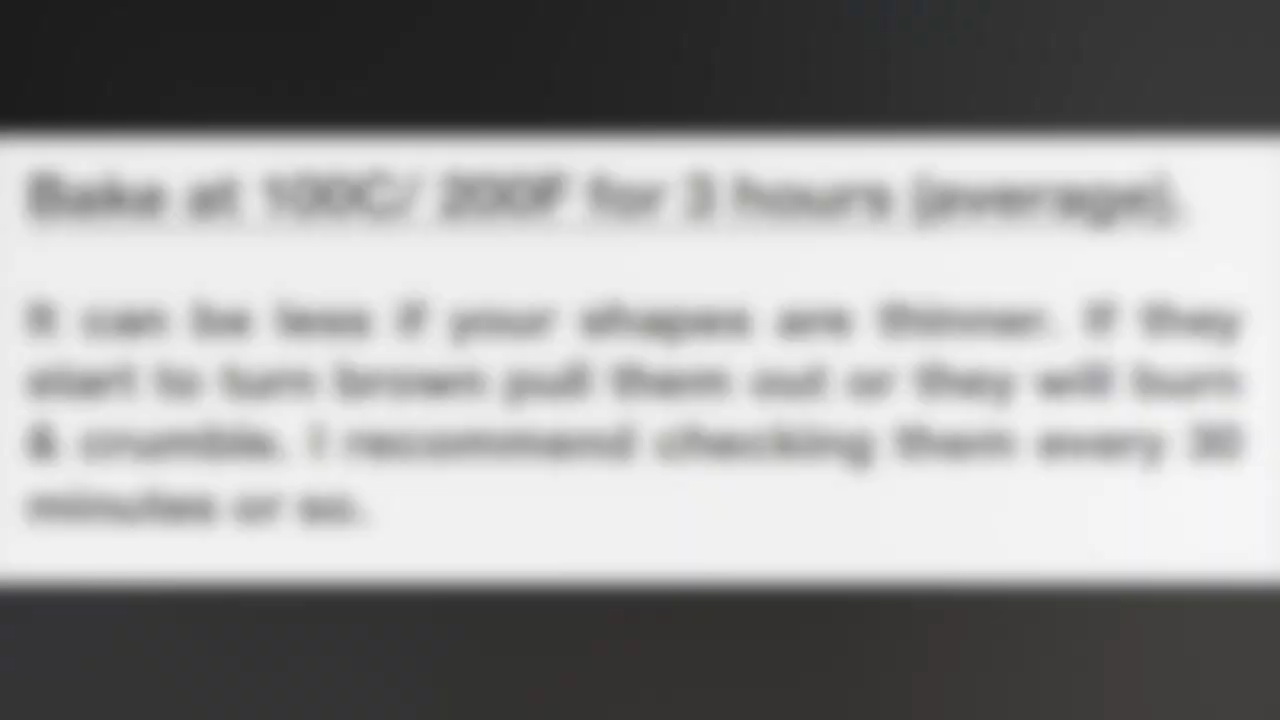 Bake at 100C/ 200F for 3 hours (average).
It can be less if your shapes are thinner. If they
start to turn brown pull them out or they will burn
& crumble. I recommend checking them every 30
minutes or so.